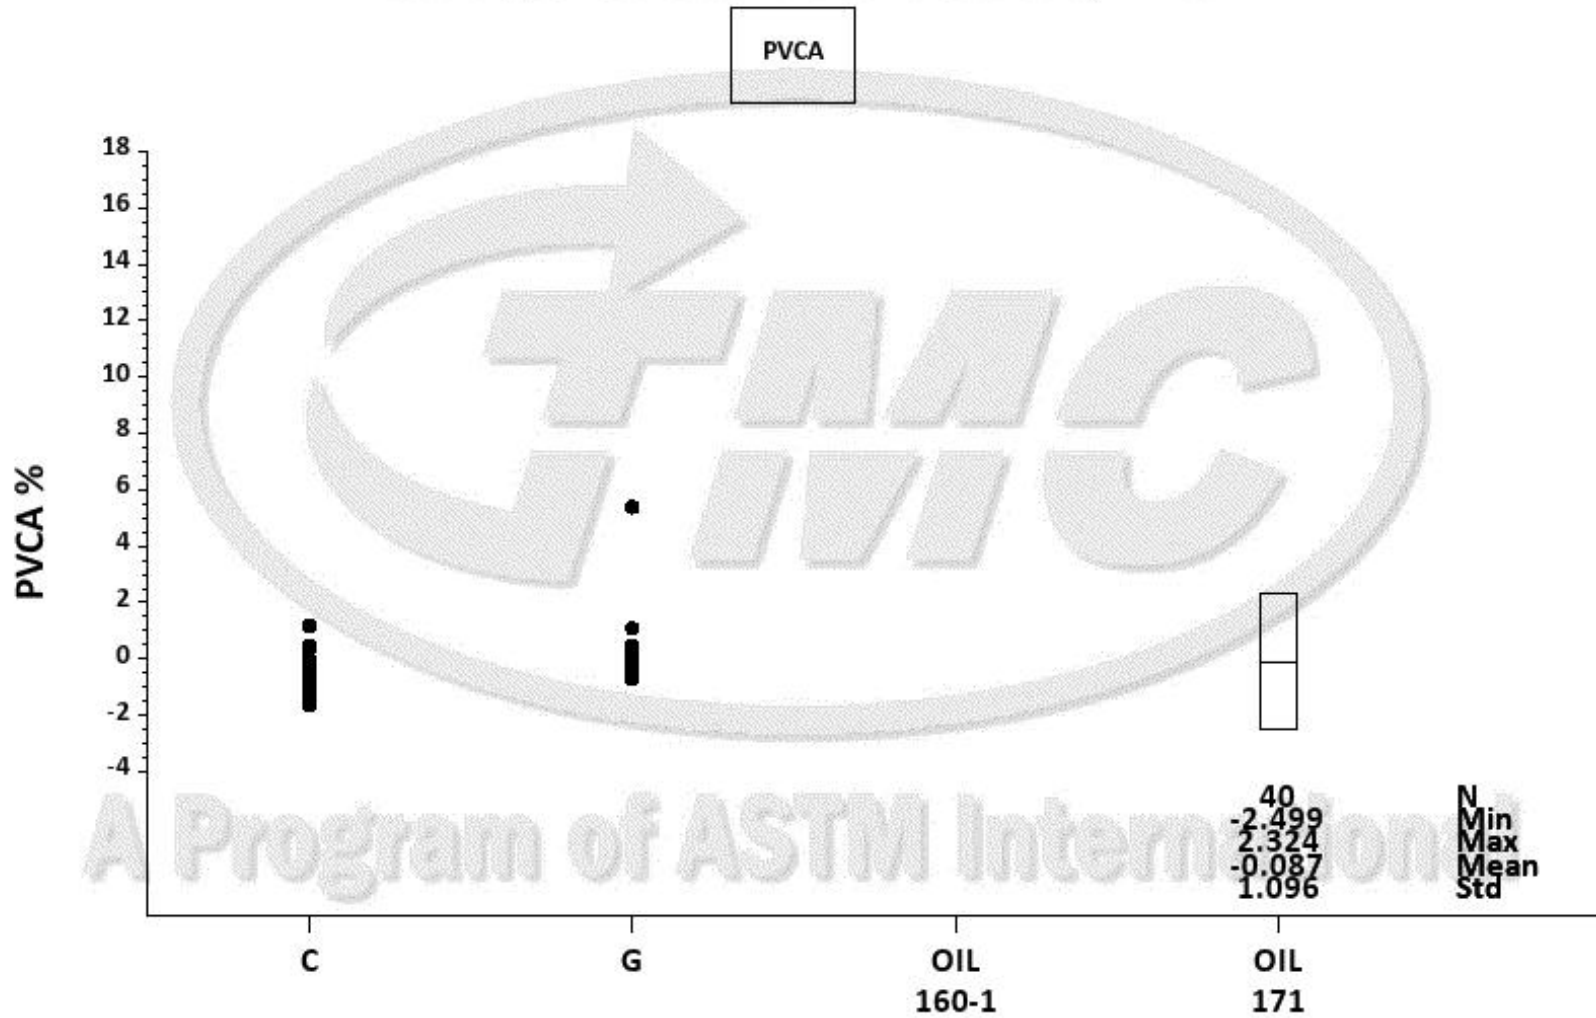 PVCA
18
16
14
12
10
8
6
4
2
0
-2
-4
PVCA %
TMC
A Program of ASTM International
40 N
-2.499 Min
2.324 Max
-0.087 Mean
1.096 Std
C G OIL OIL
160-1 171